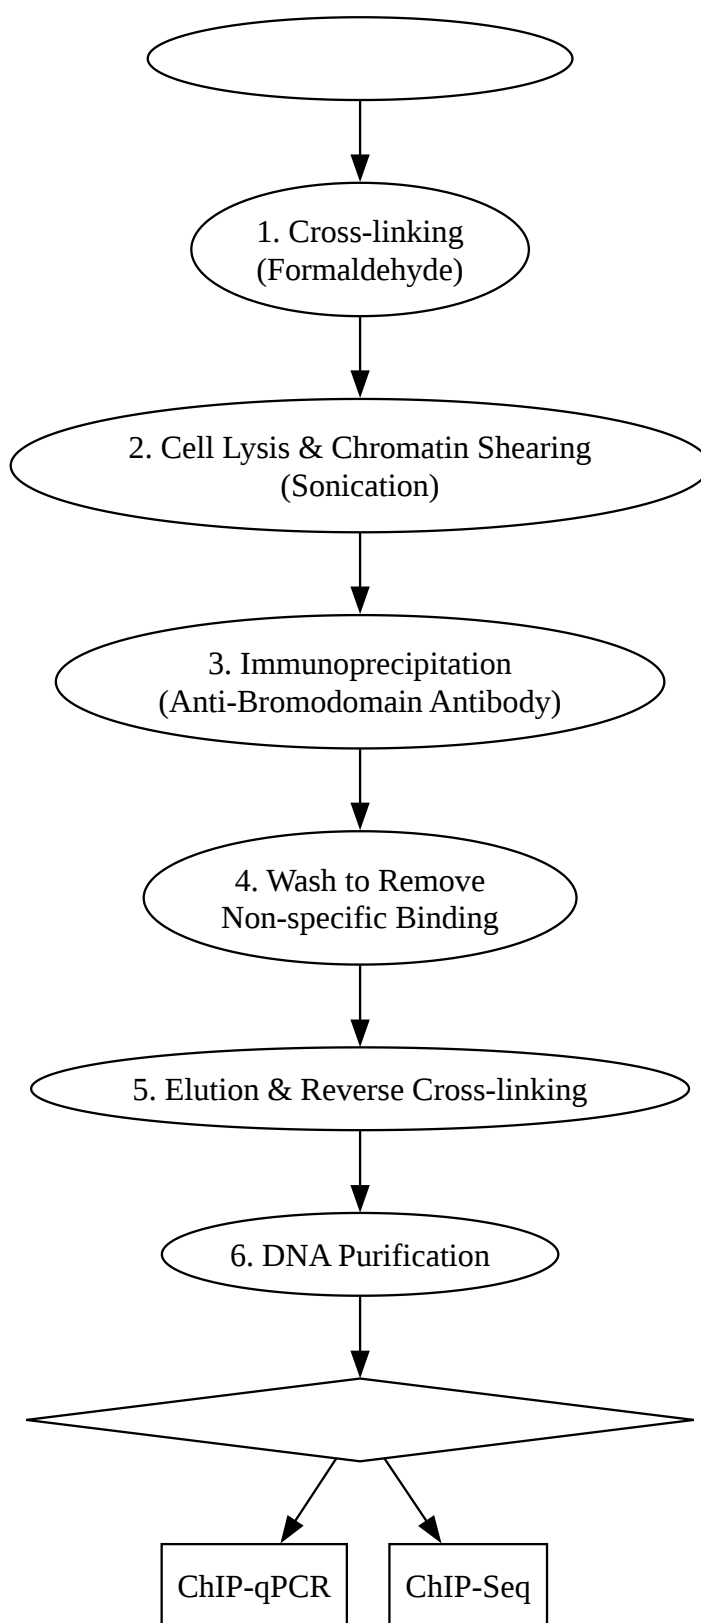 1. Cross-linking
(Formaldehyde)
2. Cell Lysis & Chromatin Shearing
(Sonication)
3. Immunoprecipitation
(Anti-Bromodomain Antibody)
4. Wash to Remove
Non-specific Binding
5. Elution & Reverse Cross-linking
6. DNA Purification
ChIP-qPCR
ChIP-Seq